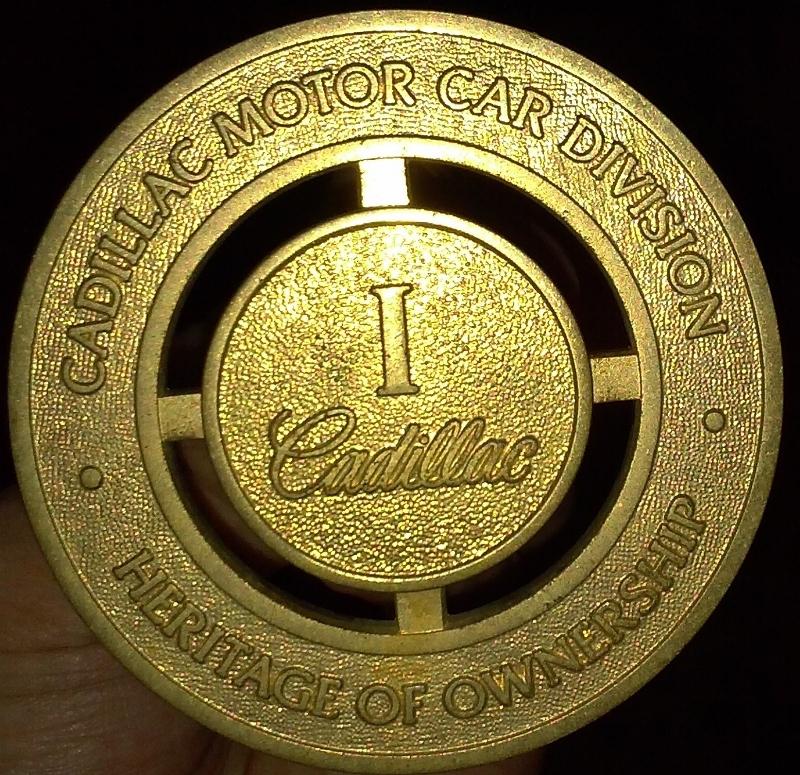 CADILLAC MOTOR CAR DIVISION
I
Cadillac
HERITAGE OF OWNERSHIP